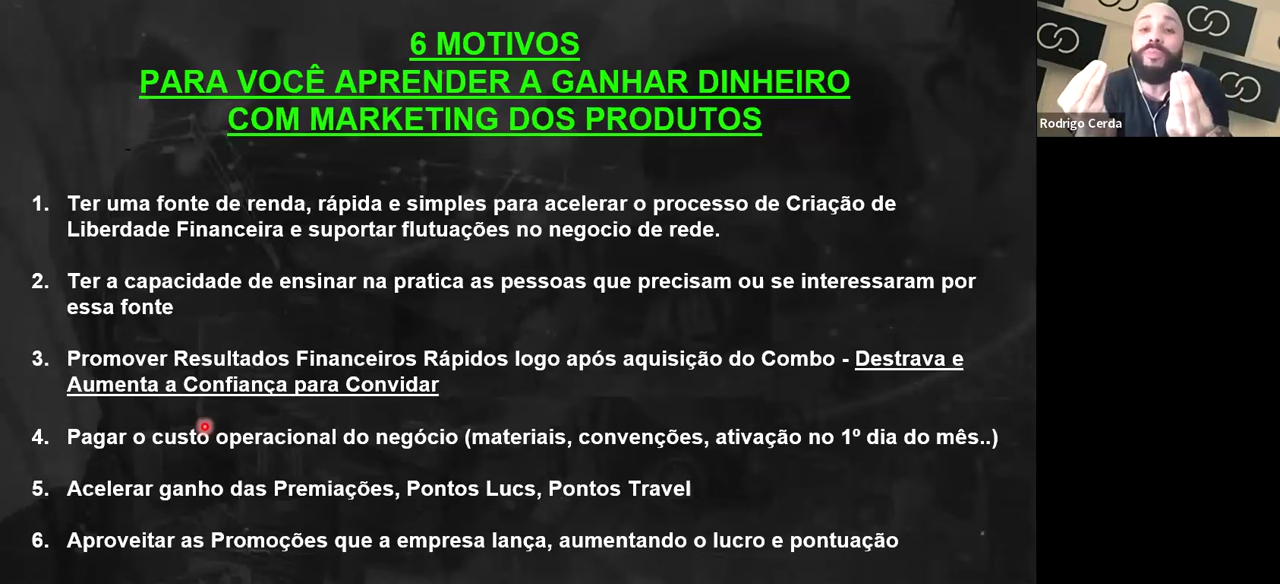 6 MOTIVOS
PARA VOCÊ APRENDER A GANHAR DINHEIRO
COM MARKETING DOS PRODUTOS
1. Ter uma fonte de renda, rápida e simples para acelerar o processo de Criação de
Liberdade Financeira e suportar flutuações no negocio de rede.
2. Ter a capacidade de ensinar na pratica as pessoas que precisam ou se interessaram por
essa fonte
3. Promover Resultados Financeiros Rápidos logo após aquisição do Combo - Destrava e
Aumenta a Confiança para Convidar
4. Pagar o custo operacional do negócio (materiais, convenções, ativação no 1º dia do mês..)
5. Acelerar ganho das Premiações, Pontos Lucs, Pontos Travel
6. Aproveitar as Promoções que a empresa lança, aumentando o lucro e pontuação
Rodrigo Cerda